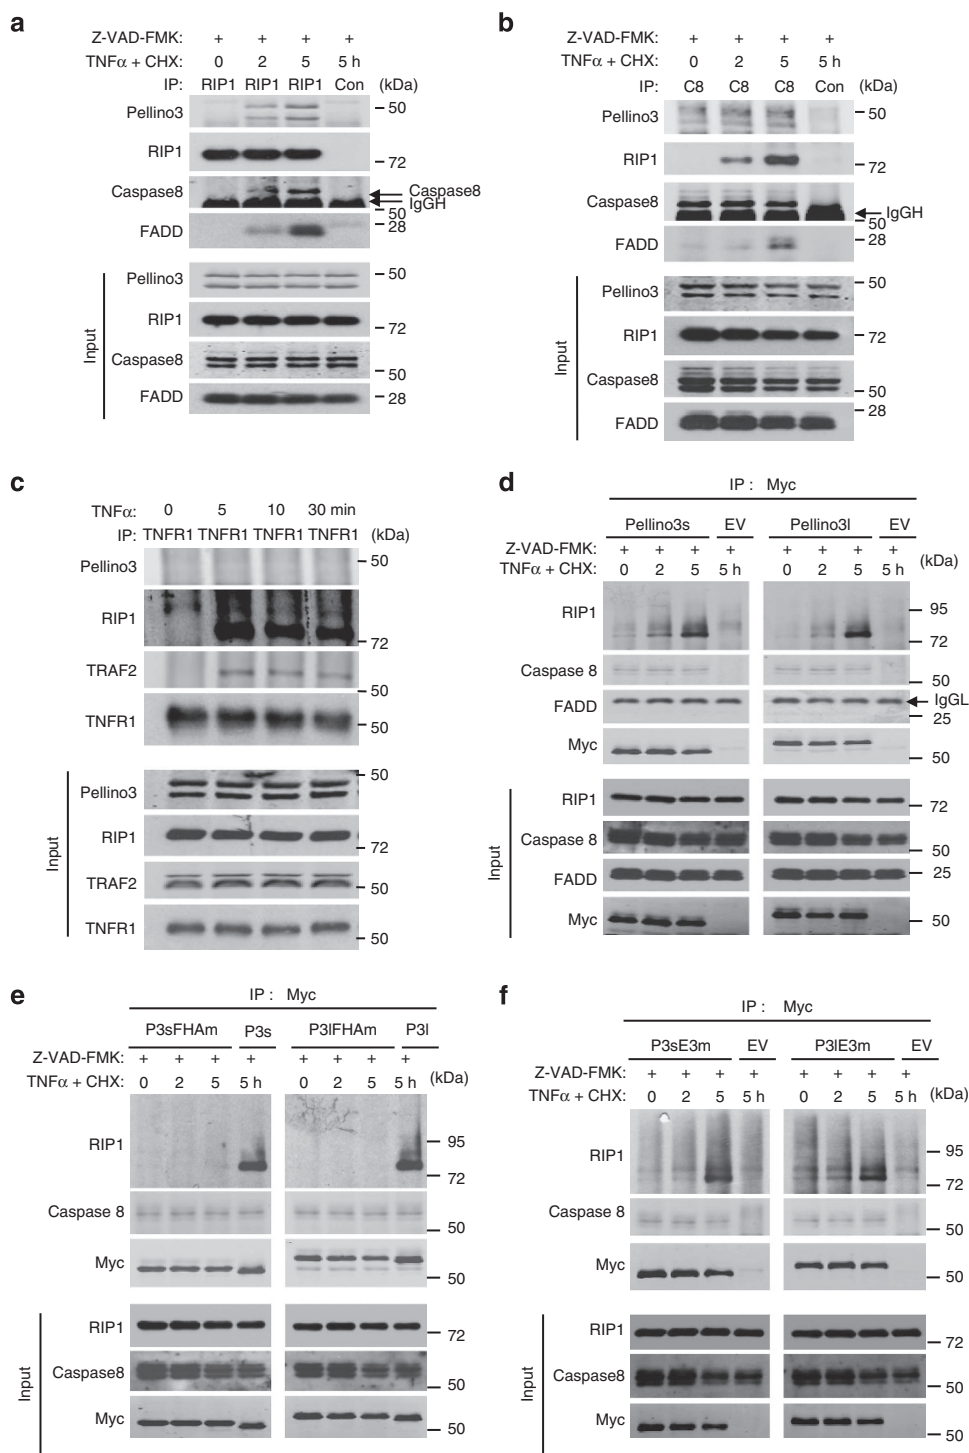 a
Z-VAD-FMK: + + + +
TNFα + CHX: 0 2 5 5 h
IP: RIP1 RIP1 RIP1 Con (kDa)
Pellino3 50
RIP1 72
Caspase8 Caspase8
IgGH
50
FADD 28
Input
Pellino3 50
RIP1 72
Caspase8 50
FADD 28
b
Z-VAD-FMK: + + + +
TNFα + CHX: 0 2 5 5 h
IP: C8 C8 C8 Con (kDa)
Pellino3 50
RIP1 72
Caspase8 IgGH
50
FADD 28
Input
Pellino3 50
RIP1 72
Caspase8 50
FADD 28
c
TNFα: 0 5 10 30 min
IP: TNFR1 TNFR1 TNFR1 TNFR1 (kDa)
Pellino3 50
RIP1 72
TRAF2 50
TNFR1 50
Input
Pellino3 50
RIP1 72
TRAF2 50
TNFR1 50
d
IP : Myc
Pellino3s EV Pellino3l EV
Z-VAD-FMK: + + + + + + + +
TNFα + CHX: 0 2 5 5 h 0 2 5 5 h (kDa)
RIP1 95
72
Caspase 8 50
FADD IgGL
25
Myc 50
Input
RIP1 72
Caspase 8 50
FADD 25
Myc 50
e
IP : Myc
P3sFHAm P3s P3lFHAm P3l
Z-VAD-FMK: + + + + + + + +
TNFα + CHX: 0 2 5 5 h 0 2 5 5 h (kDa)
RIP1 95
72
Caspase 8 50
Myc 50
Input
RIP1 72
Caspase8 50
Myc 50
f
IP : Myc
P3sE3m EV P3lE3m EV
Z-VAD-FMK: + + + + + + + +
TNFα + CHX: 0 2 5 5 h 0 2 5 5 h (kDa)
RIP1 95
72
Caspase 8 50
Myc 50
Input
RIP1 72
Caspase8 50
Myc 50